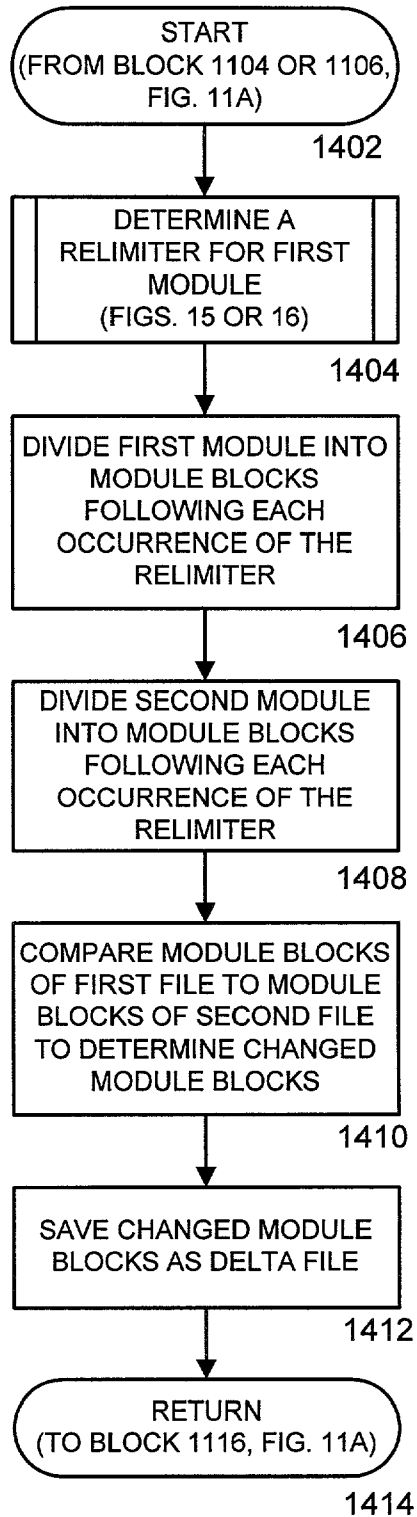 START
(FROM BLOCK 1104 OR 1106,
FIG. 11A)
1402
DETERMINE A
RELIMITER FOR FIRST
MODULE
(FIGS. 15 OR 16)
1404
DIVIDE FIRST MODULE INTO
MODULE BLOCKS
FOLLOWING EACH
OCCURRENCE OF THE
RELIMITER
1406
DIVIDE SECOND MODULE
INTO MODULE BLOCKS
FOLLOWING EACH
OCCURRENCE OF THE
RELIMITER
1408
COMPARE MODULE BLOCKS
OF FIRST FILE TO MODULE
BLOCKS OF SECOND FILE
TO DETERMINE CHANGED
MODULE BLOCKS
1410
SAVE CHANGED MODULE
BLOCKS AS DELTA FILE
1412
RETURN
(TO BLOCK 1116, FIG. 11A)
1414